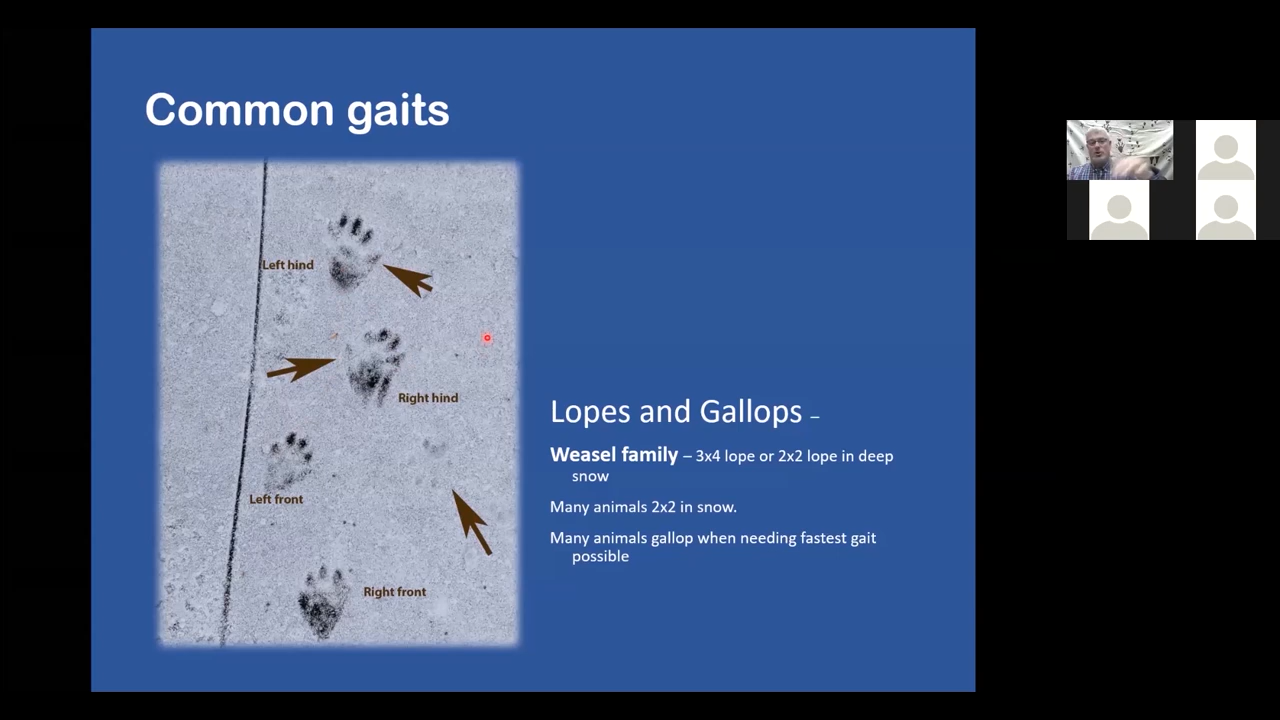 Common gaits
Left hind
Right hind
Left front
Right front
Lopes and Gallops –
Weasel family – 3x4 lope or 2x2 lope in deep
snow
Many animals 2x2 in snow.
Many animals gallop when needing fastest gait
possible